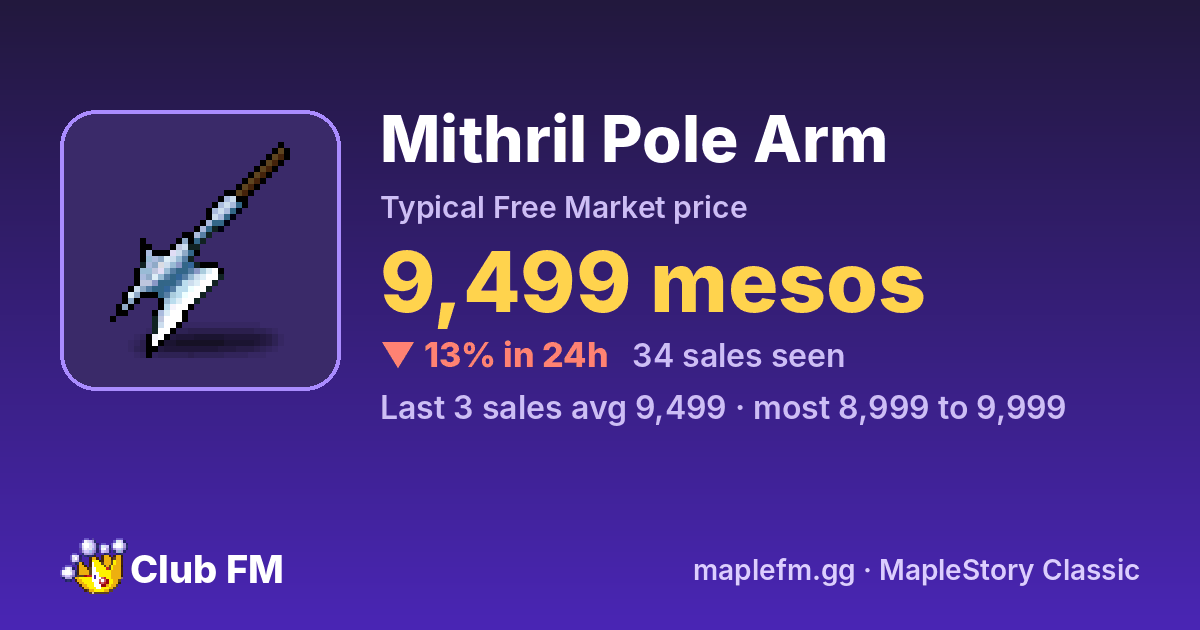 Mithril Pole Arm
Typical Free Market price
9,499 mesos
▼ 13% in 24h 34 sales seen
Last 3 sales avg 9,499 · most 8,999 to 9,999
Club FM
maplefm.gg · MapleStory Classic